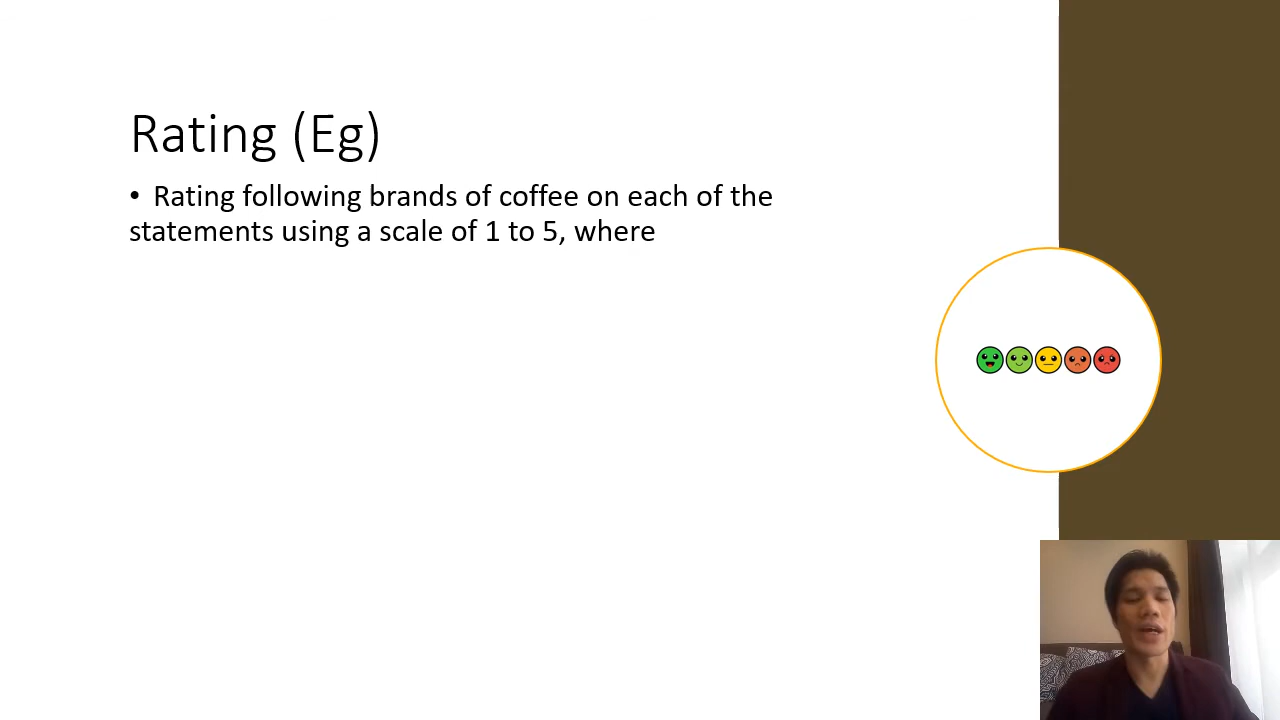 Rating (Eg)
• Rating following brands of coffee on each of the
statements using a scale of 1 to 5, where